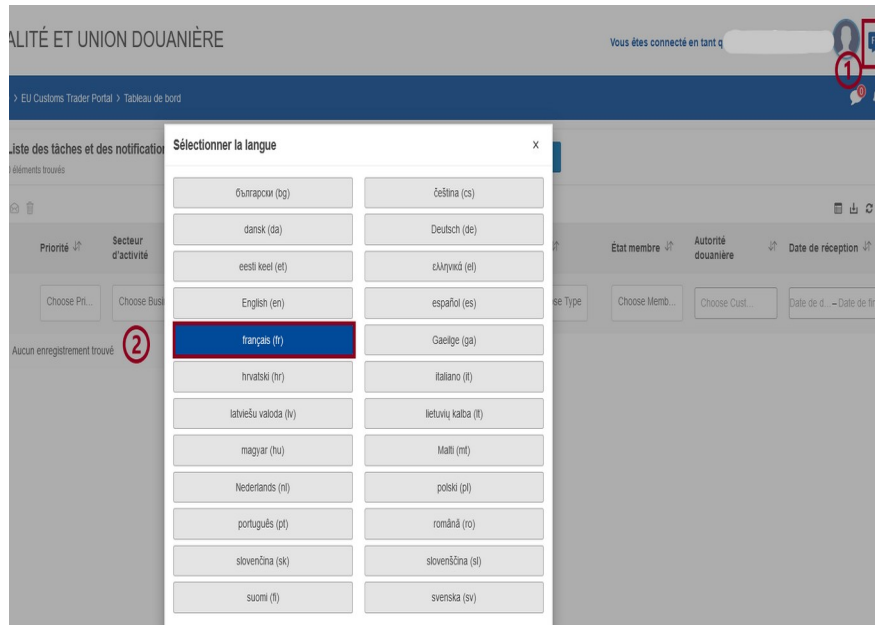 ALITÉ ET UNION DOUANIÈRE
Vous êtes connecté en tant q
1
> EU Customs Trader Portal > Tableau de bord
0
Liste des tâches et des notification
éléments trouvés
Sélectionner la langue
x
български (bg)
čeština (cs)
dansk (da)
Deutsch (de)
eesti keel (et)
ελληνικά (el)
English (en)
español (es)
français (fr)
Gaeilge (ga)
hrvatski (hr)
italiano (it)
latviešu valoda (lv)
lietuvių kalba (lt)
magyar (hu)
Malti (mt)
Nederlands (nl)
polski (pl)
português (pt)
română (ro)
slovenčina (sk)
slovenščina (sl)
suomi (fi)
svenska (sv)
Priorité
Secteur
d'activité
État membre
Autorité
douanière
Date de réception
Choose Pri...
Choose Busi
se Type
Choose Memb...
Choose Cust...
Date de d... – Date de fin
Aucun enregistrement trouvé
2